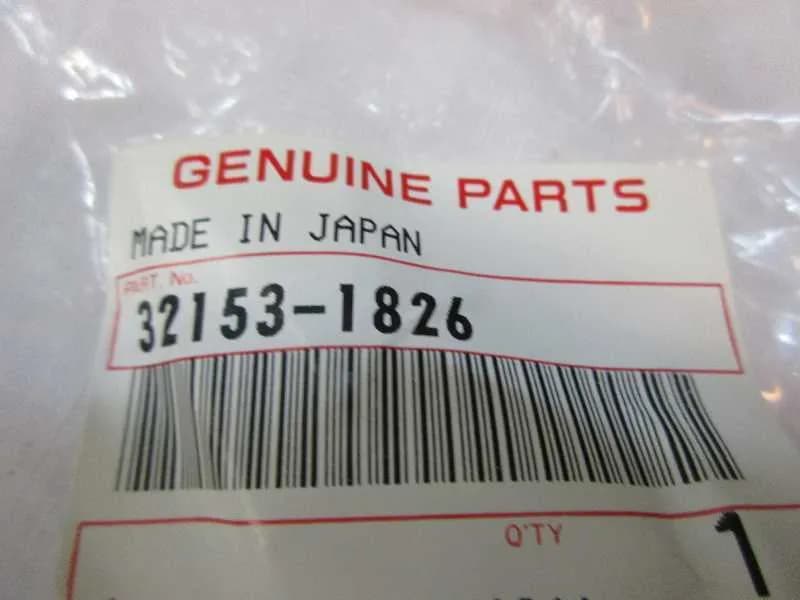 GENUINE PARTS
MADE IN JAPAN
PART. No.
32153-1826
Q'TY 1